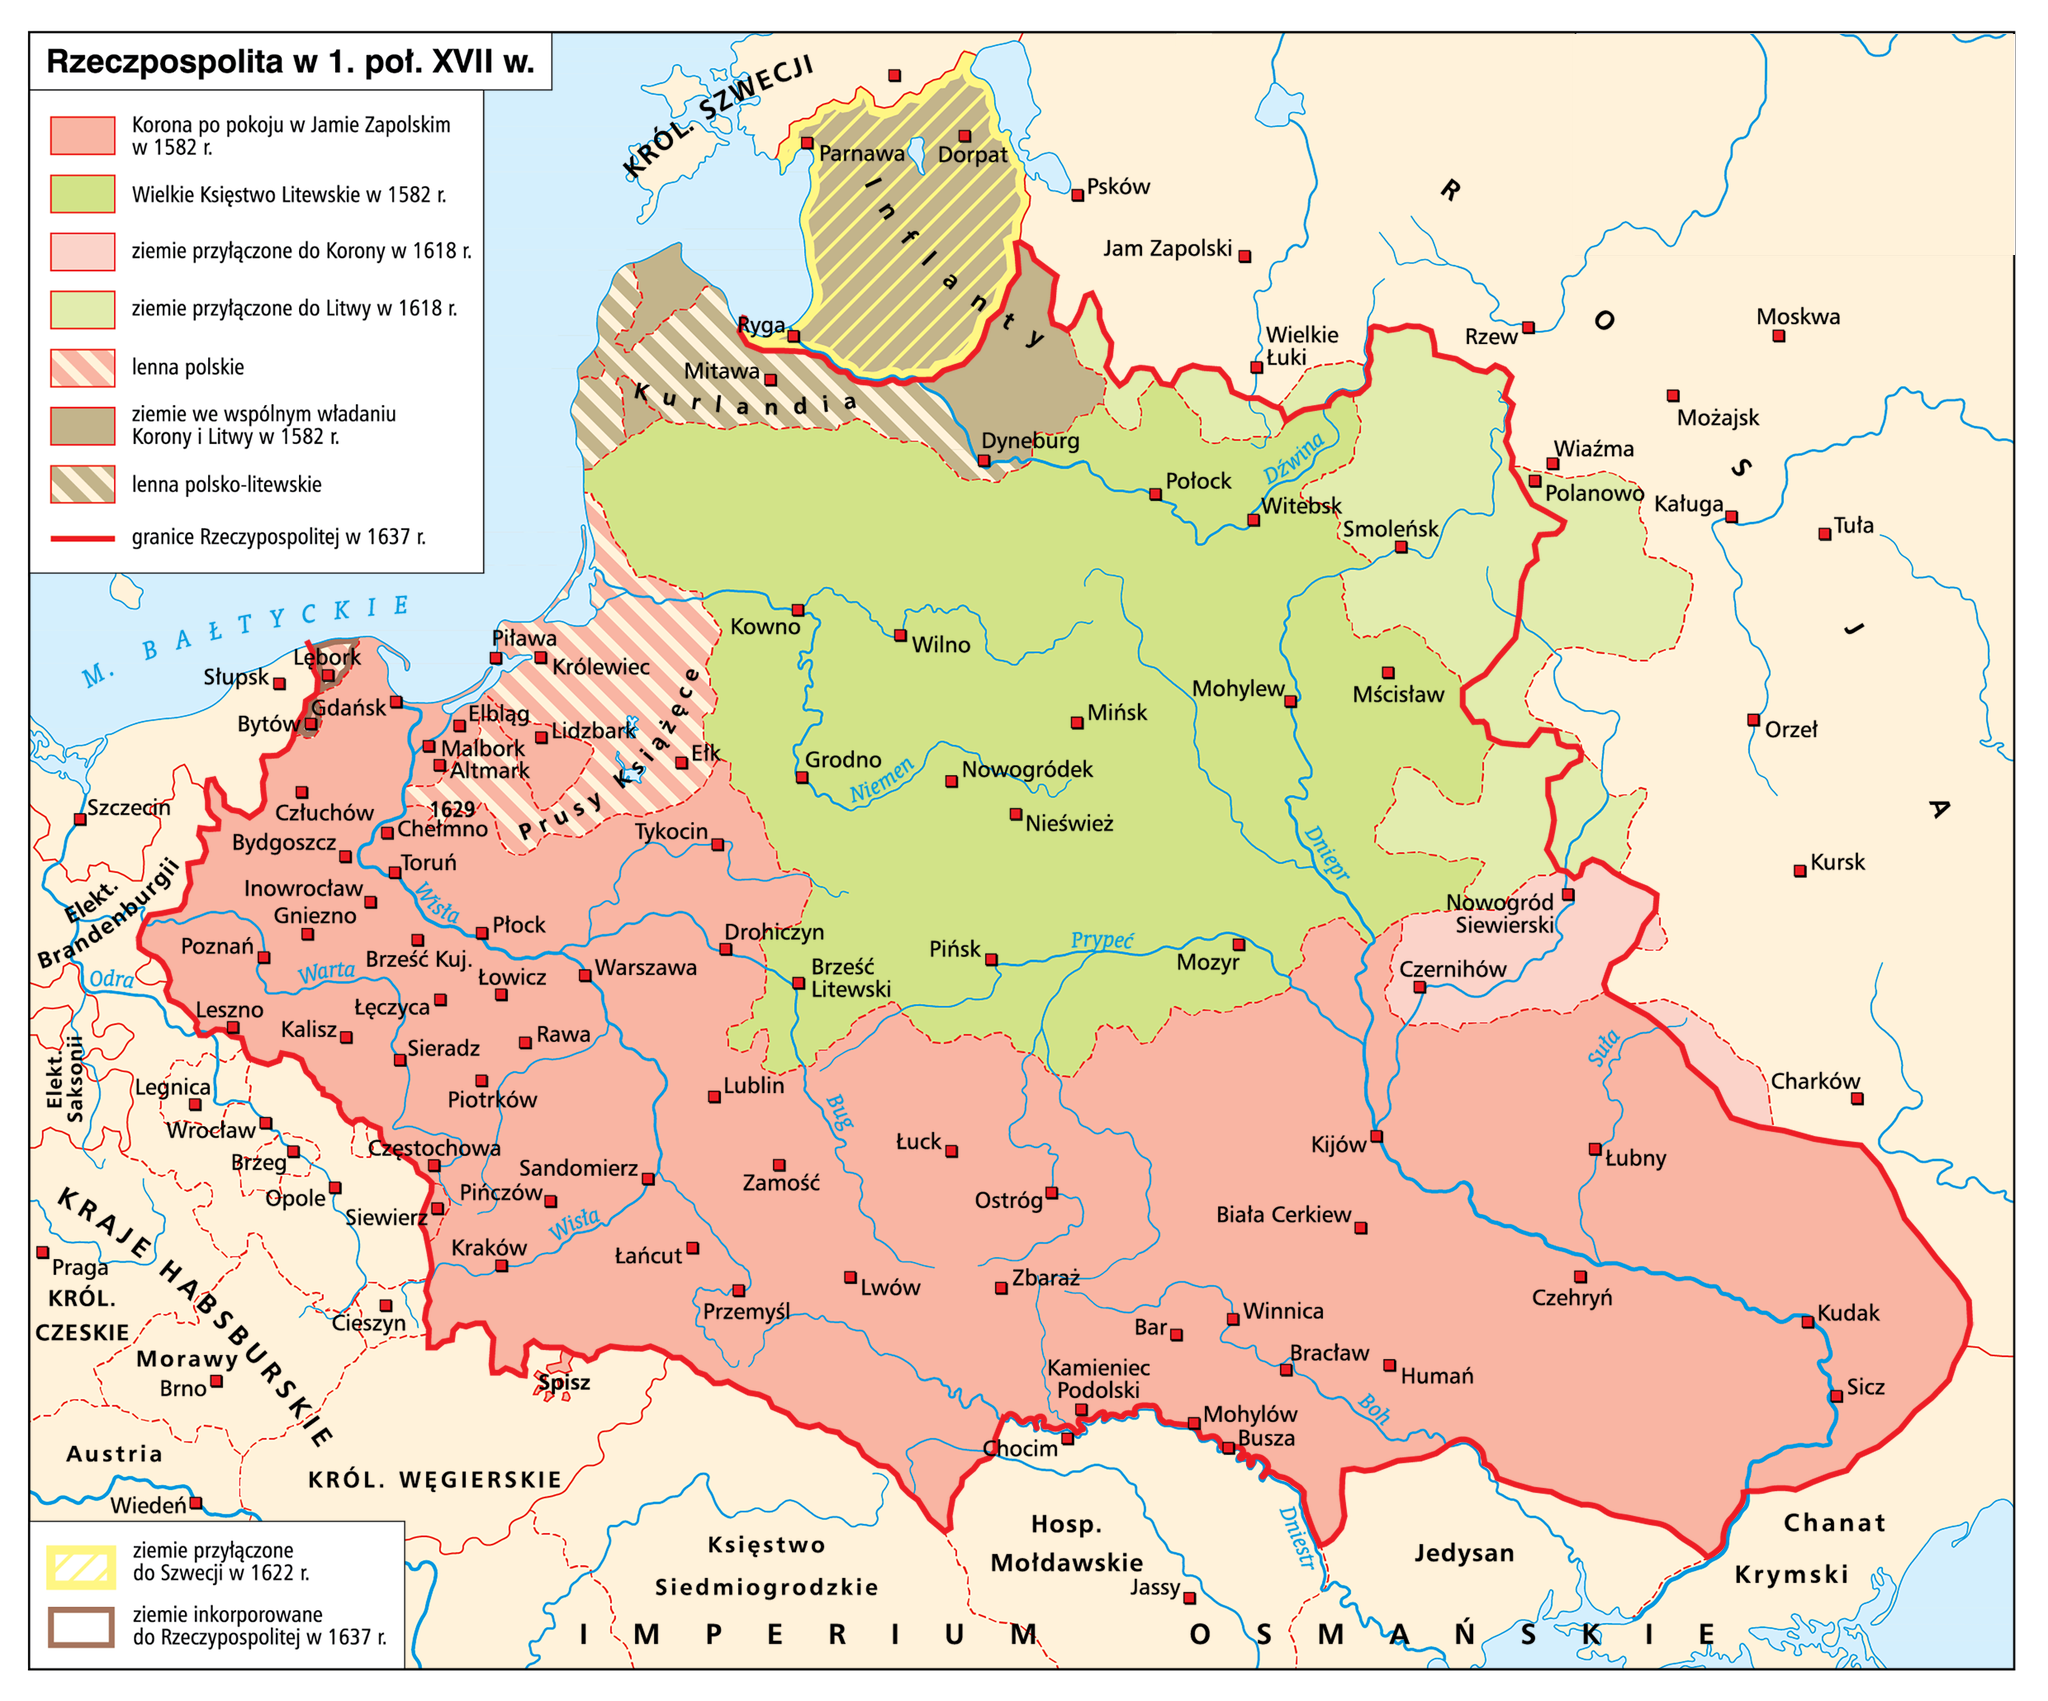 Rzeczpospolita w 1. poł. XVII w.
Korona po pokoju w Jamie Zapolskim
w 1582 r.
Wielkie Księstwo Litewskie w 1582 r.
ziemie przyłączone do Korony w 1618 r.
ziemie przyłączone do Litwy w 1618 r.
lenna polskie
ziemie we wspólnym władaniu
Korony i Litwy w 1582 r.
lenna polsko-litewskie
granice Rzeczypospolitej w 1637 r.
KRÓL. SZWECJI
Parnawa
Dorpat
Inflanty
Psków
Jam Zapolski
R O S J A
Ryga
Mitawa
Kurlandia
Wielkie
Łuki
Rzew
Moskwa
Możajsk
Dyneburg
Dźwina
Wiaźma
Połock
Polanowo
Witebsk
Kaługa
Smoleńsk
Tuła
M. BAŁTYCKIE
Kowno
Wilno
Piława
Lębork
Królewiec
Słupsk
Mohylew
Mścisław
Gdańsk
Bytów
Elbląg
Lidzbark
Mińsk
Orzeł
Malbork
Altmark
Ełk
Prusy Książęce
Grodno
Niemen
Nowogródek
Szczecin
Człuchów
1629
Chełmno
Nieśwież
Tykocin
Dniepr
Bydgoszcz
Toruń
Kursk
Elekt.
Brandenburgii
Inowrocław
Gniezno
Wisła
Nowogród
Siewierski
Płock
Poznań
Brześć Kuj.
Drohiczyn
Pińsk
Prypeć
Mozyr
Odra
Warta
Łowicz
Warszawa
Brześć
Litewski
Czernihów
Leszno
Łęczyca
Kalisz
Rawa
Sieradz
Suła
Elekt.
Saksonii
Legnica
Piotrków
Lublin
Charków
Wrocław
Bug
Częstochowa
Łuck
Kijów
Łubny
Brzeg
Sandomierz
Zamość
Opole
Pińczów
Siewierz
Ostróg
Biała Cerkiew
Wisła
KRAJE HABSBURSKIE
Kraków
Łańcut
Praga
Lwów
Zbaraż
Czehryń
KRÓL.
CZESKIE
Cieszyn
Przemyśl
Winnica
Kudak
Bar
Morawy
Brno
Spisz
Kamieniec
Podolski
Bracław
Humań
Sicz
Boh
Mohylów
Busza
Chocim
Austria
KRÓL. WĘGIERSKIE
Wiedeń
Dniestr
Hosp.
Mołdawskie
Chanat
Krymski
Księstwo
Siedmiogrodzkie
Jedysan
Jassy
IMPERIUM OSMAŃSKIE
ziemie przyłączone
do Szwecji w 1622 r.
ziemie inkorporowane
do Rzeczypospolitej w 1637 r.